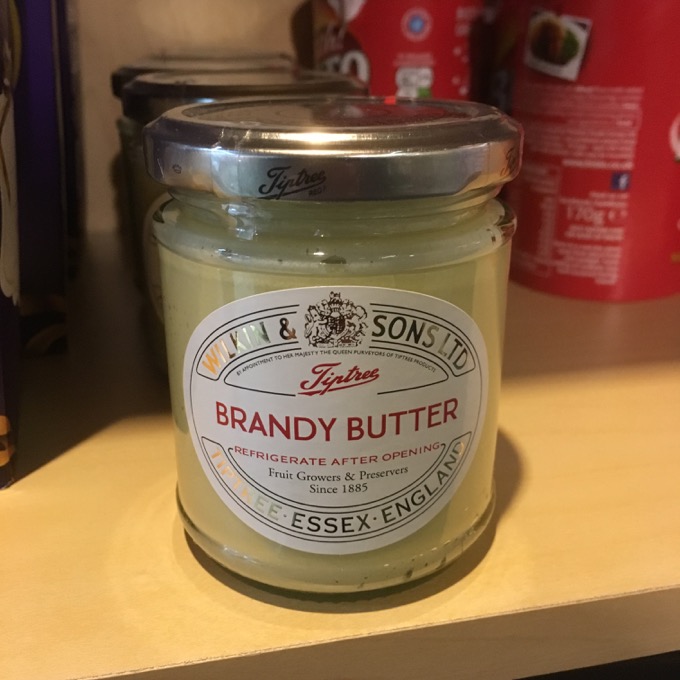 Tiptree
WILKIN & SONS LTD
BY APPOINTMENT TO HER MAJESTY THE QUEEN PURVEYORS OF TIPTREE PRODUCTS
Tiptree
BRANDY BUTTER
REFRIGERATE AFTER OPENING
Fruit Growers & Preservers
Since 1885
TIPTREE · ESSEX · ENGLAND
170g e